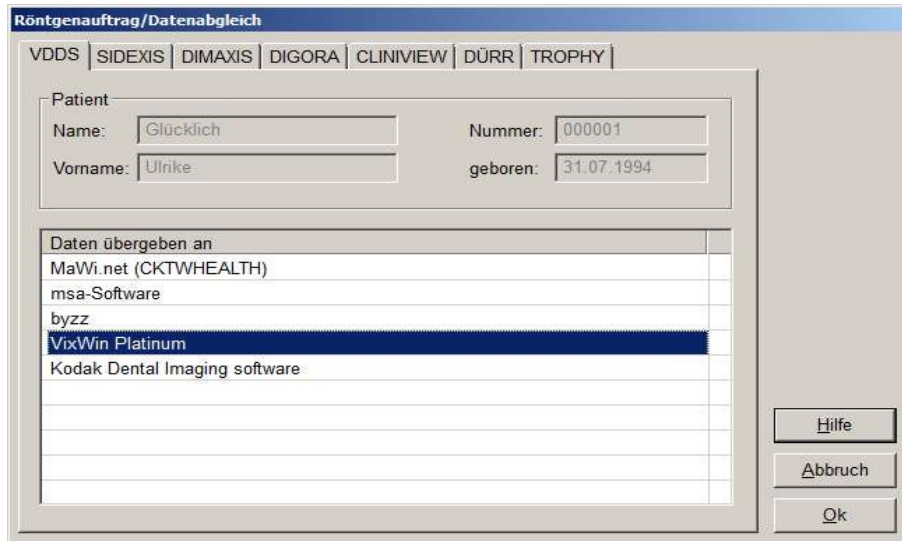 Röntgenauftrag/Datenabgleich
VDDS SIDEXIS DIMAXIS DIGORA CLINIVIEW DÜRR TROPHY
Patient
Name: Glücklich Nummer: 000001
Vorname: Ulrike geboren: 31.07.1994
Daten übergeben an
MaWi.net (CKTWHEALTH)
msa-Software
byzz
VixWin Platinum
Kodak Dental Imaging software
Hilfe
Abbruch
Ok